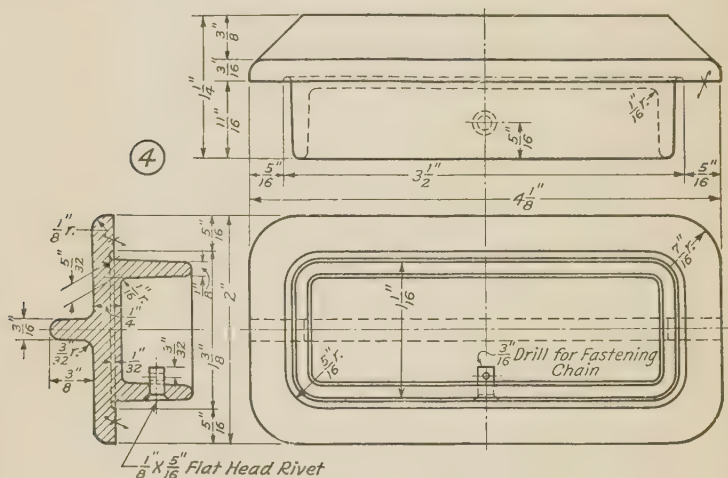 3/8"
3/16"
1 1/4"
11/16"
1/16" r.
5/16"
4
5/16"
3 1/2"
5/16"
4 1/8"
1/8" r.
5/16"
7/16" r.
5/32"
1/8"
2"
1 1/16"
1/16" r.
3/16"
1/4"
3/32" r.
1/32"
3/32"
1 3/8"
3/16" Drill for Fastening
Chain
5/16" r.
3/8"
5/16"
1/8" X 5/16" Flat Head Rivet